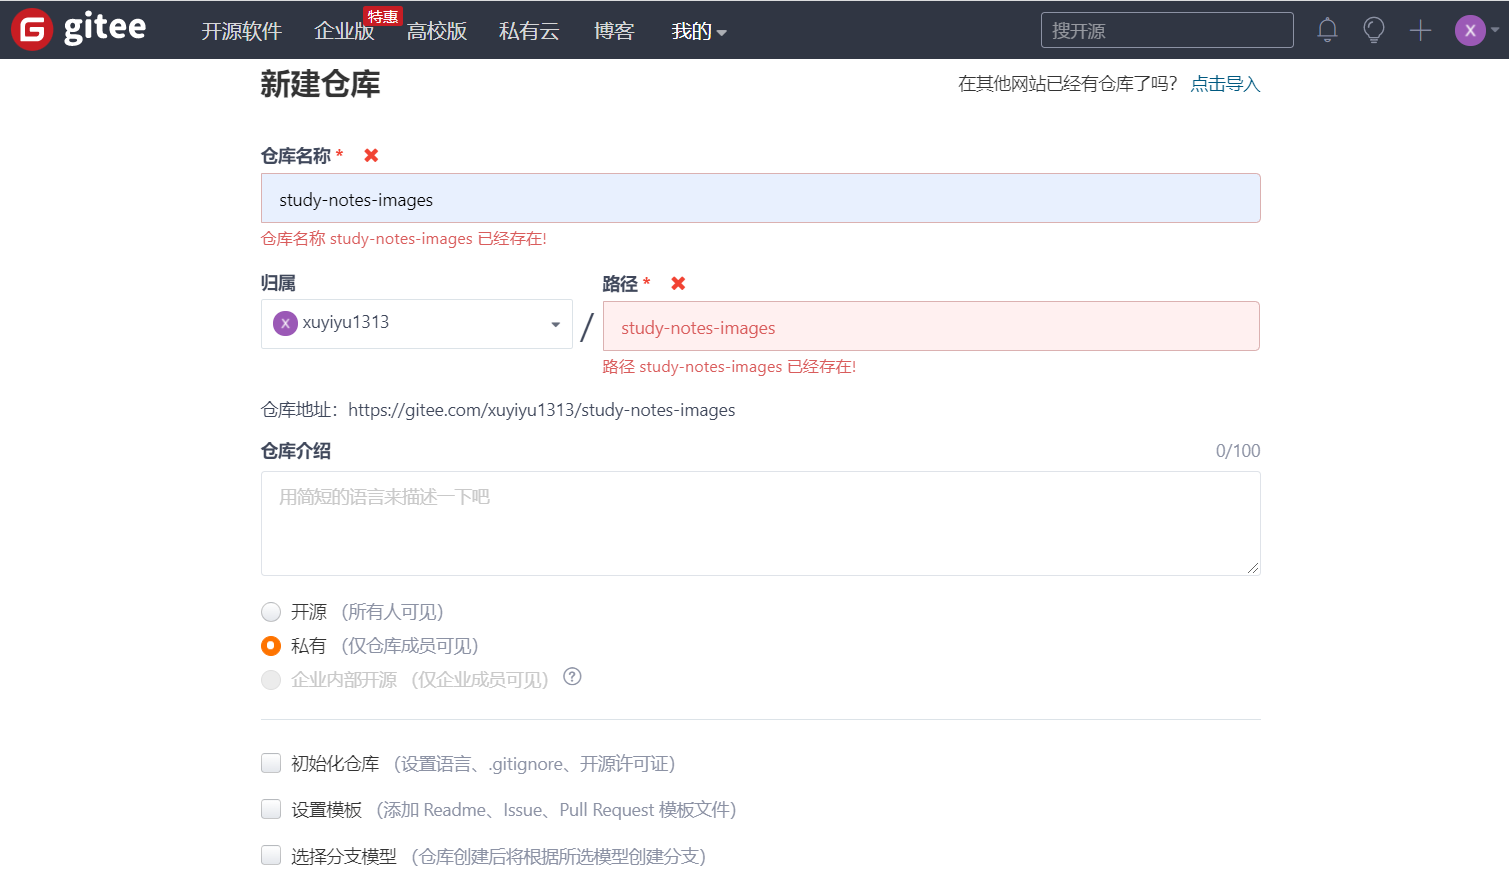 gitee 开源软件 企业版 特惠 高校版 私有云 博客 我的 搜开源 X
新建仓库 在其他网站已经有仓库了吗？ 点击导入
仓库名称 *
study-notes-images
仓库名称 study-notes-images 已经存在!
归属 路径 *
X xuyiyu1313 / study-notes-images
路径 study-notes-images 已经存在!
仓库地址：https://gitee.com/xuyiyu1313/study-notes-images
仓库介绍 0/100
用简短的语言来描述一下吧
开源 （所有人可见）
私有 （仅仓库成员可见）
企业内部开源 （仅企业成员可见） ?
初始化仓库 （设置语言、.gitignore、开源许可证）
设置模板 （添加 Readme、Issue、Pull Request 模板文件）
选择分支模型 （仓库创建后将根据所选模型创建分支）